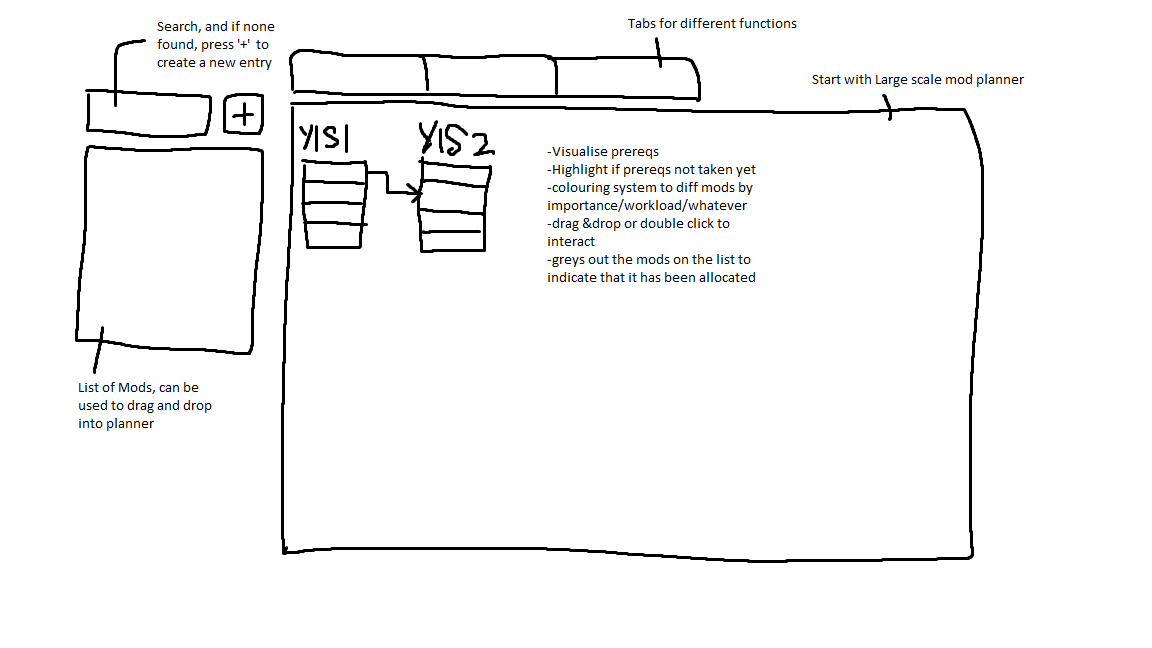 Search, and if none
found, press '+' to
create a new entry
Tabs for different functions
Start with Large scale mod planner
+
Y1S1
Y1S2
-Visualise prereqs
-Highlight if prereqs not taken yet
-colouring system to diff mods by
importance/workload/whatever
-drag &drop or double click to
interact
-greys out the mods on the list to
indicate that it has been allocated
List of Mods, can be
used to drag and drop
into planner